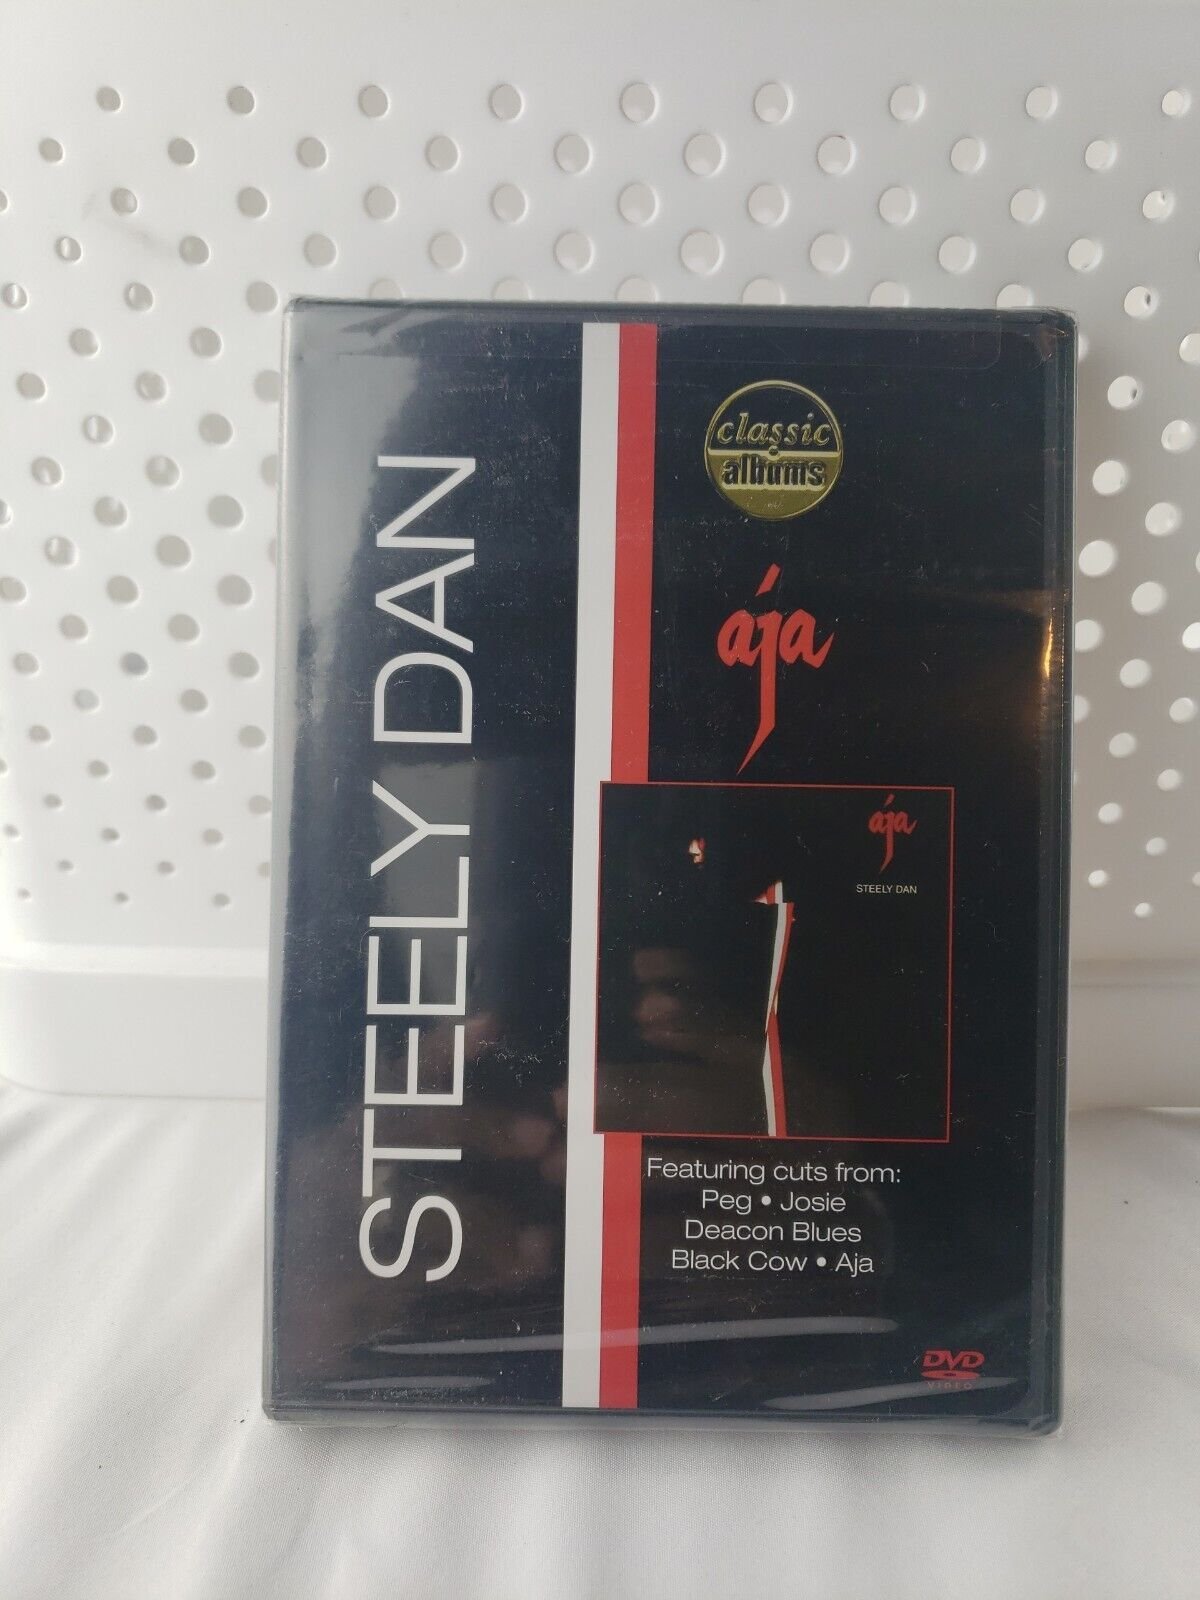 STEELY DAN
classic
albums
aja
aja
STEELY DAN
Featuring cuts from:
Peg • Josie
Deacon Blues
Black Cow • Aja
DVD
VIDEO